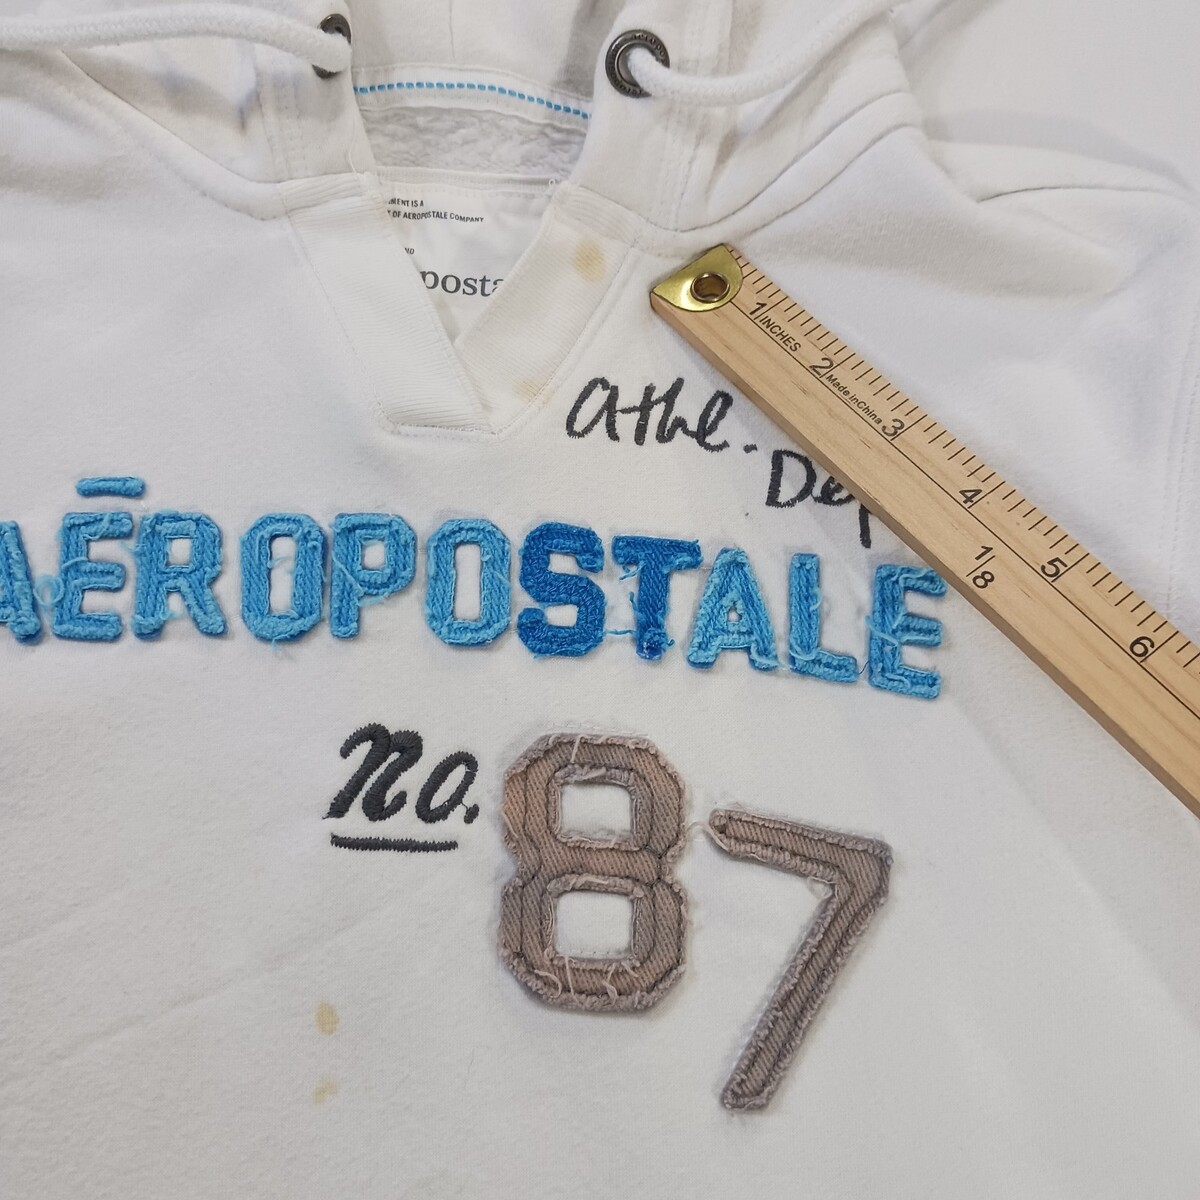 MENT IS A
T OF AEROPOSTALE COMPANY
posta
athl.
Dep
AĒROPOSTALE
no. 87
1 INCHES 2 Made in China 3 4 5 6
1/8